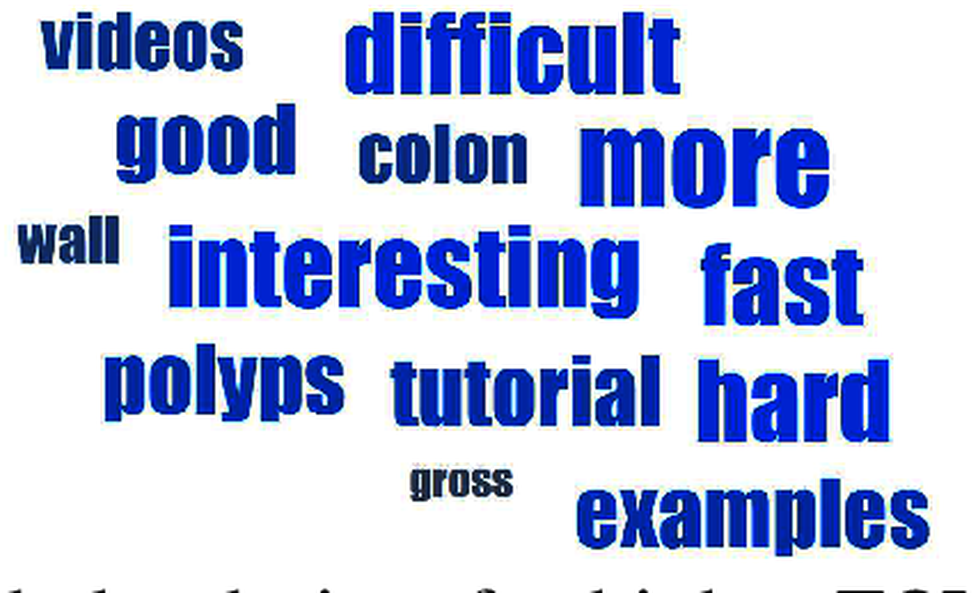 videos difficult
good colon more
wall interesting fast
polyps tutorial hard
gross examples